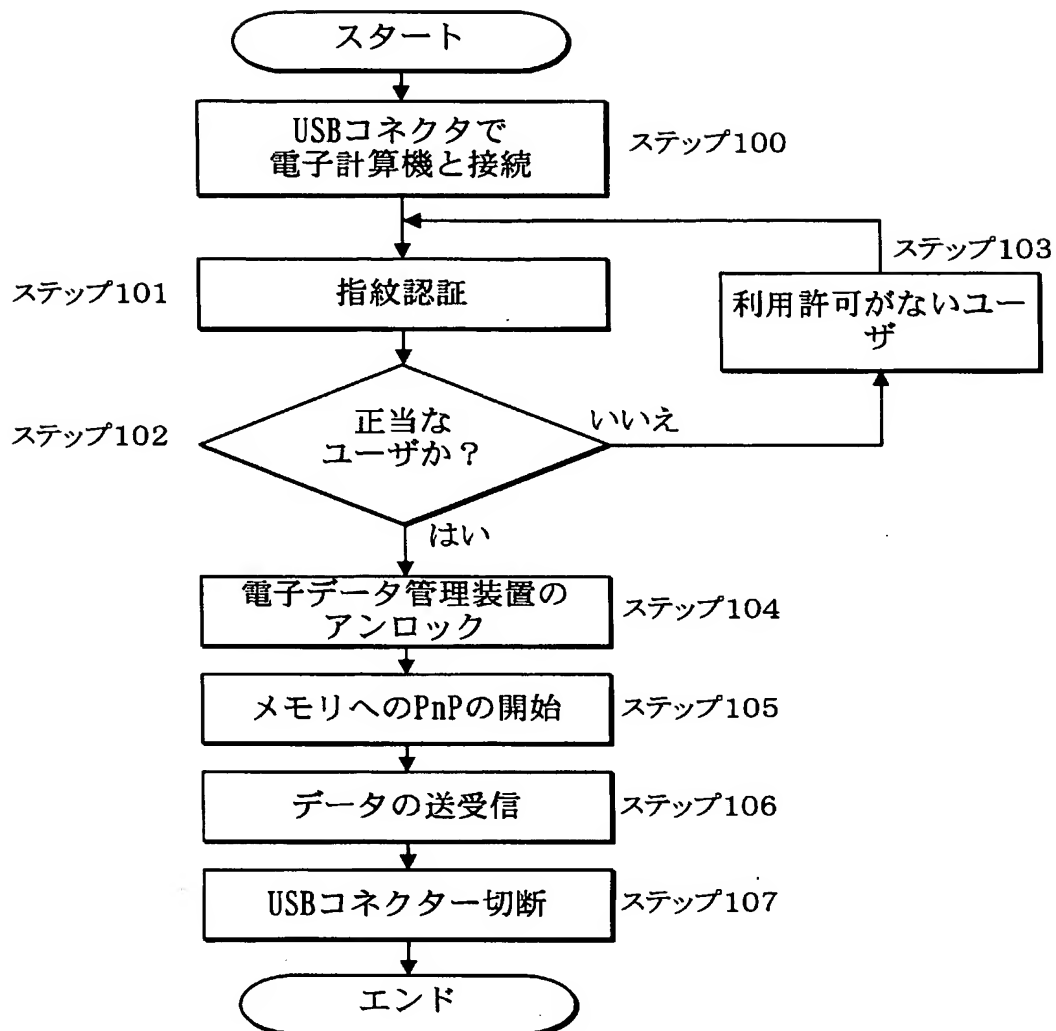 スタート
USBコネクタで
電子計算機と接続
ステップ100
ステップ103
ステップ101
指紋認証
利用許可がないユー
ザ
ステップ102
正当な
ユーザか？
いいえ
はい
電子データ管理装置の
アンロック
ステップ104
メモリへのPnPの開始
ステップ105
データの送受信
ステップ106
USBコネクター切断
ステップ107
エンド